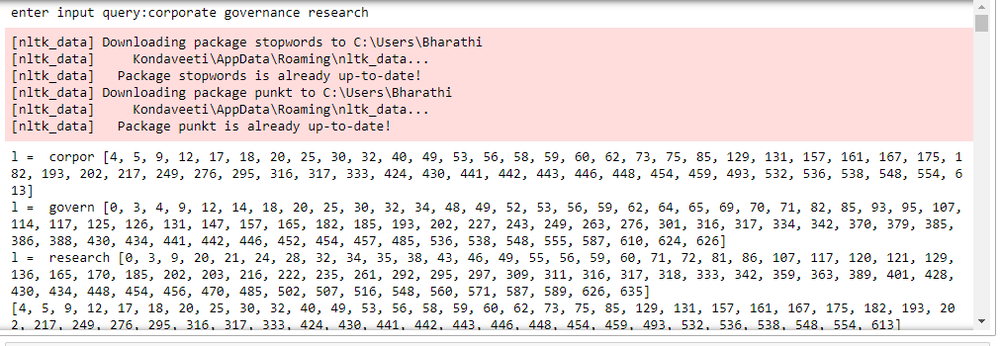 enter input query:corporate governance research
[nltk_data] Downloading package stopwords to C:\Users\Bharathi
[nltk_data]     Kondaveeti\AppData\Roaming\nltk_data...
[nltk_data]   Package stopwords is already up-to-date!
[nltk_data] Downloading package punkt to C:\Users\Bharathi
[nltk_data]     Kondaveeti\AppData\Roaming\nltk_data...
[nltk_data]   Package punkt is already up-to-date!
l =  corpor [4, 5, 9, 12, 17, 18, 20, 25, 30, 32, 40, 49, 53, 56, 58, 59, 60, 62, 73, 75, 85, 129, 131, 157, 161, 167, 175, 1
82, 193, 202, 217, 249, 276, 295, 316, 317, 333, 424, 430, 441, 442, 443, 446, 448, 454, 459, 493, 532, 536, 538, 548, 554, 6
13]
l =  govern [0, 3, 4, 9, 12, 14, 18, 20, 25, 30, 32, 34, 48, 49, 52, 53, 56, 59, 62, 64, 65, 69, 70, 71, 82, 85, 93, 95, 107,
114, 117, 125, 126, 131, 147, 157, 165, 182, 185, 193, 202, 227, 243, 249, 263, 276, 301, 316, 317, 334, 342, 370, 379, 385,
386, 388, 430, 434, 441, 442, 446, 452, 454, 457, 485, 536, 538, 548, 555, 587, 610, 624, 626]
l =  research [0, 3, 9, 20, 21, 24, 28, 32, 34, 35, 38, 43, 46, 49, 55, 56, 59, 60, 71, 72, 81, 86, 107, 117, 120, 121, 129,
136, 165, 170, 185, 202, 203, 216, 222, 235, 261, 292, 295, 297, 309, 311, 316, 317, 318, 333, 342, 359, 363, 389, 401, 428,
430, 434, 448, 454, 456, 470, 485, 502, 507, 516, 548, 560, 571, 587, 589, 626, 635]
[4, 5, 9, 12, 17, 18, 20, 25, 30, 32, 40, 49, 53, 56, 58, 59, 60, 62, 73, 75, 85, 129, 131, 157, 161, 167, 175, 182, 193, 20
2, 217, 249, 276, 295, 316, 317, 333, 424, 430, 441, 442, 443, 446, 448, 454, 459, 493, 532, 536, 538, 548, 554, 613]